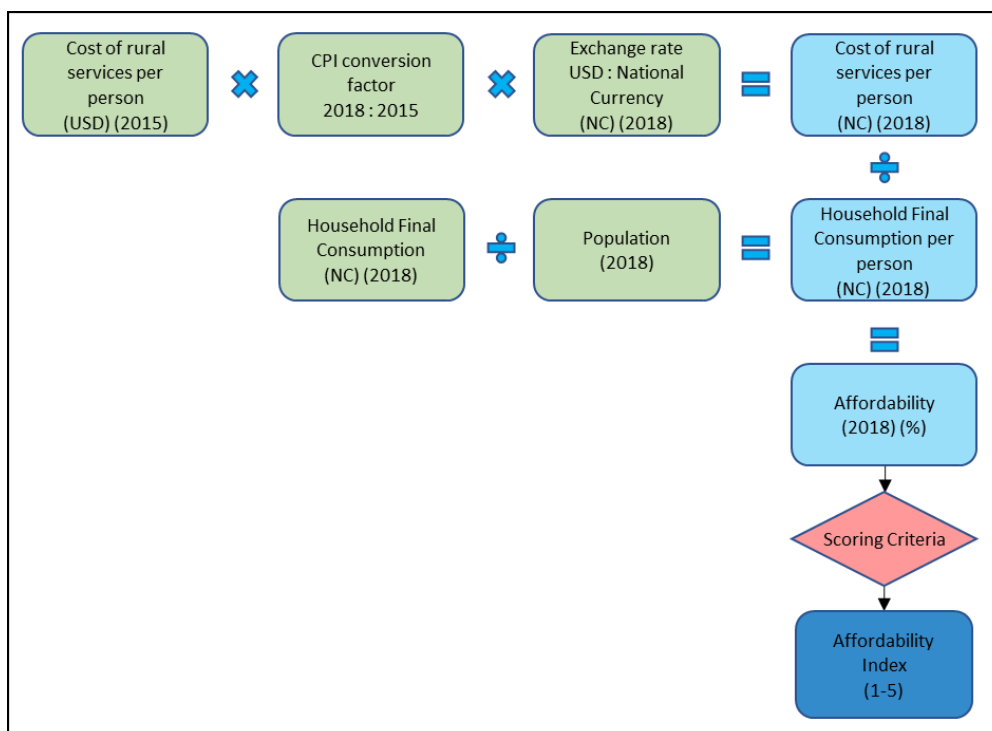 Cost of rural
services per
person
(USD) (2015)
CPI conversion
factor
2018 : 2015
Exchange rate
USD : National
Currency
(NC) (2018)
Cost of rural
services per
person
(NC) (2018)
Household Final
Consumption
(NC) (2018)
Population
(2018)
Household Final
Consumption per
person
(NC) (2018)
Affordability
(2018) (%)
Scoring Criteria
Affordability
Index
(1-5)